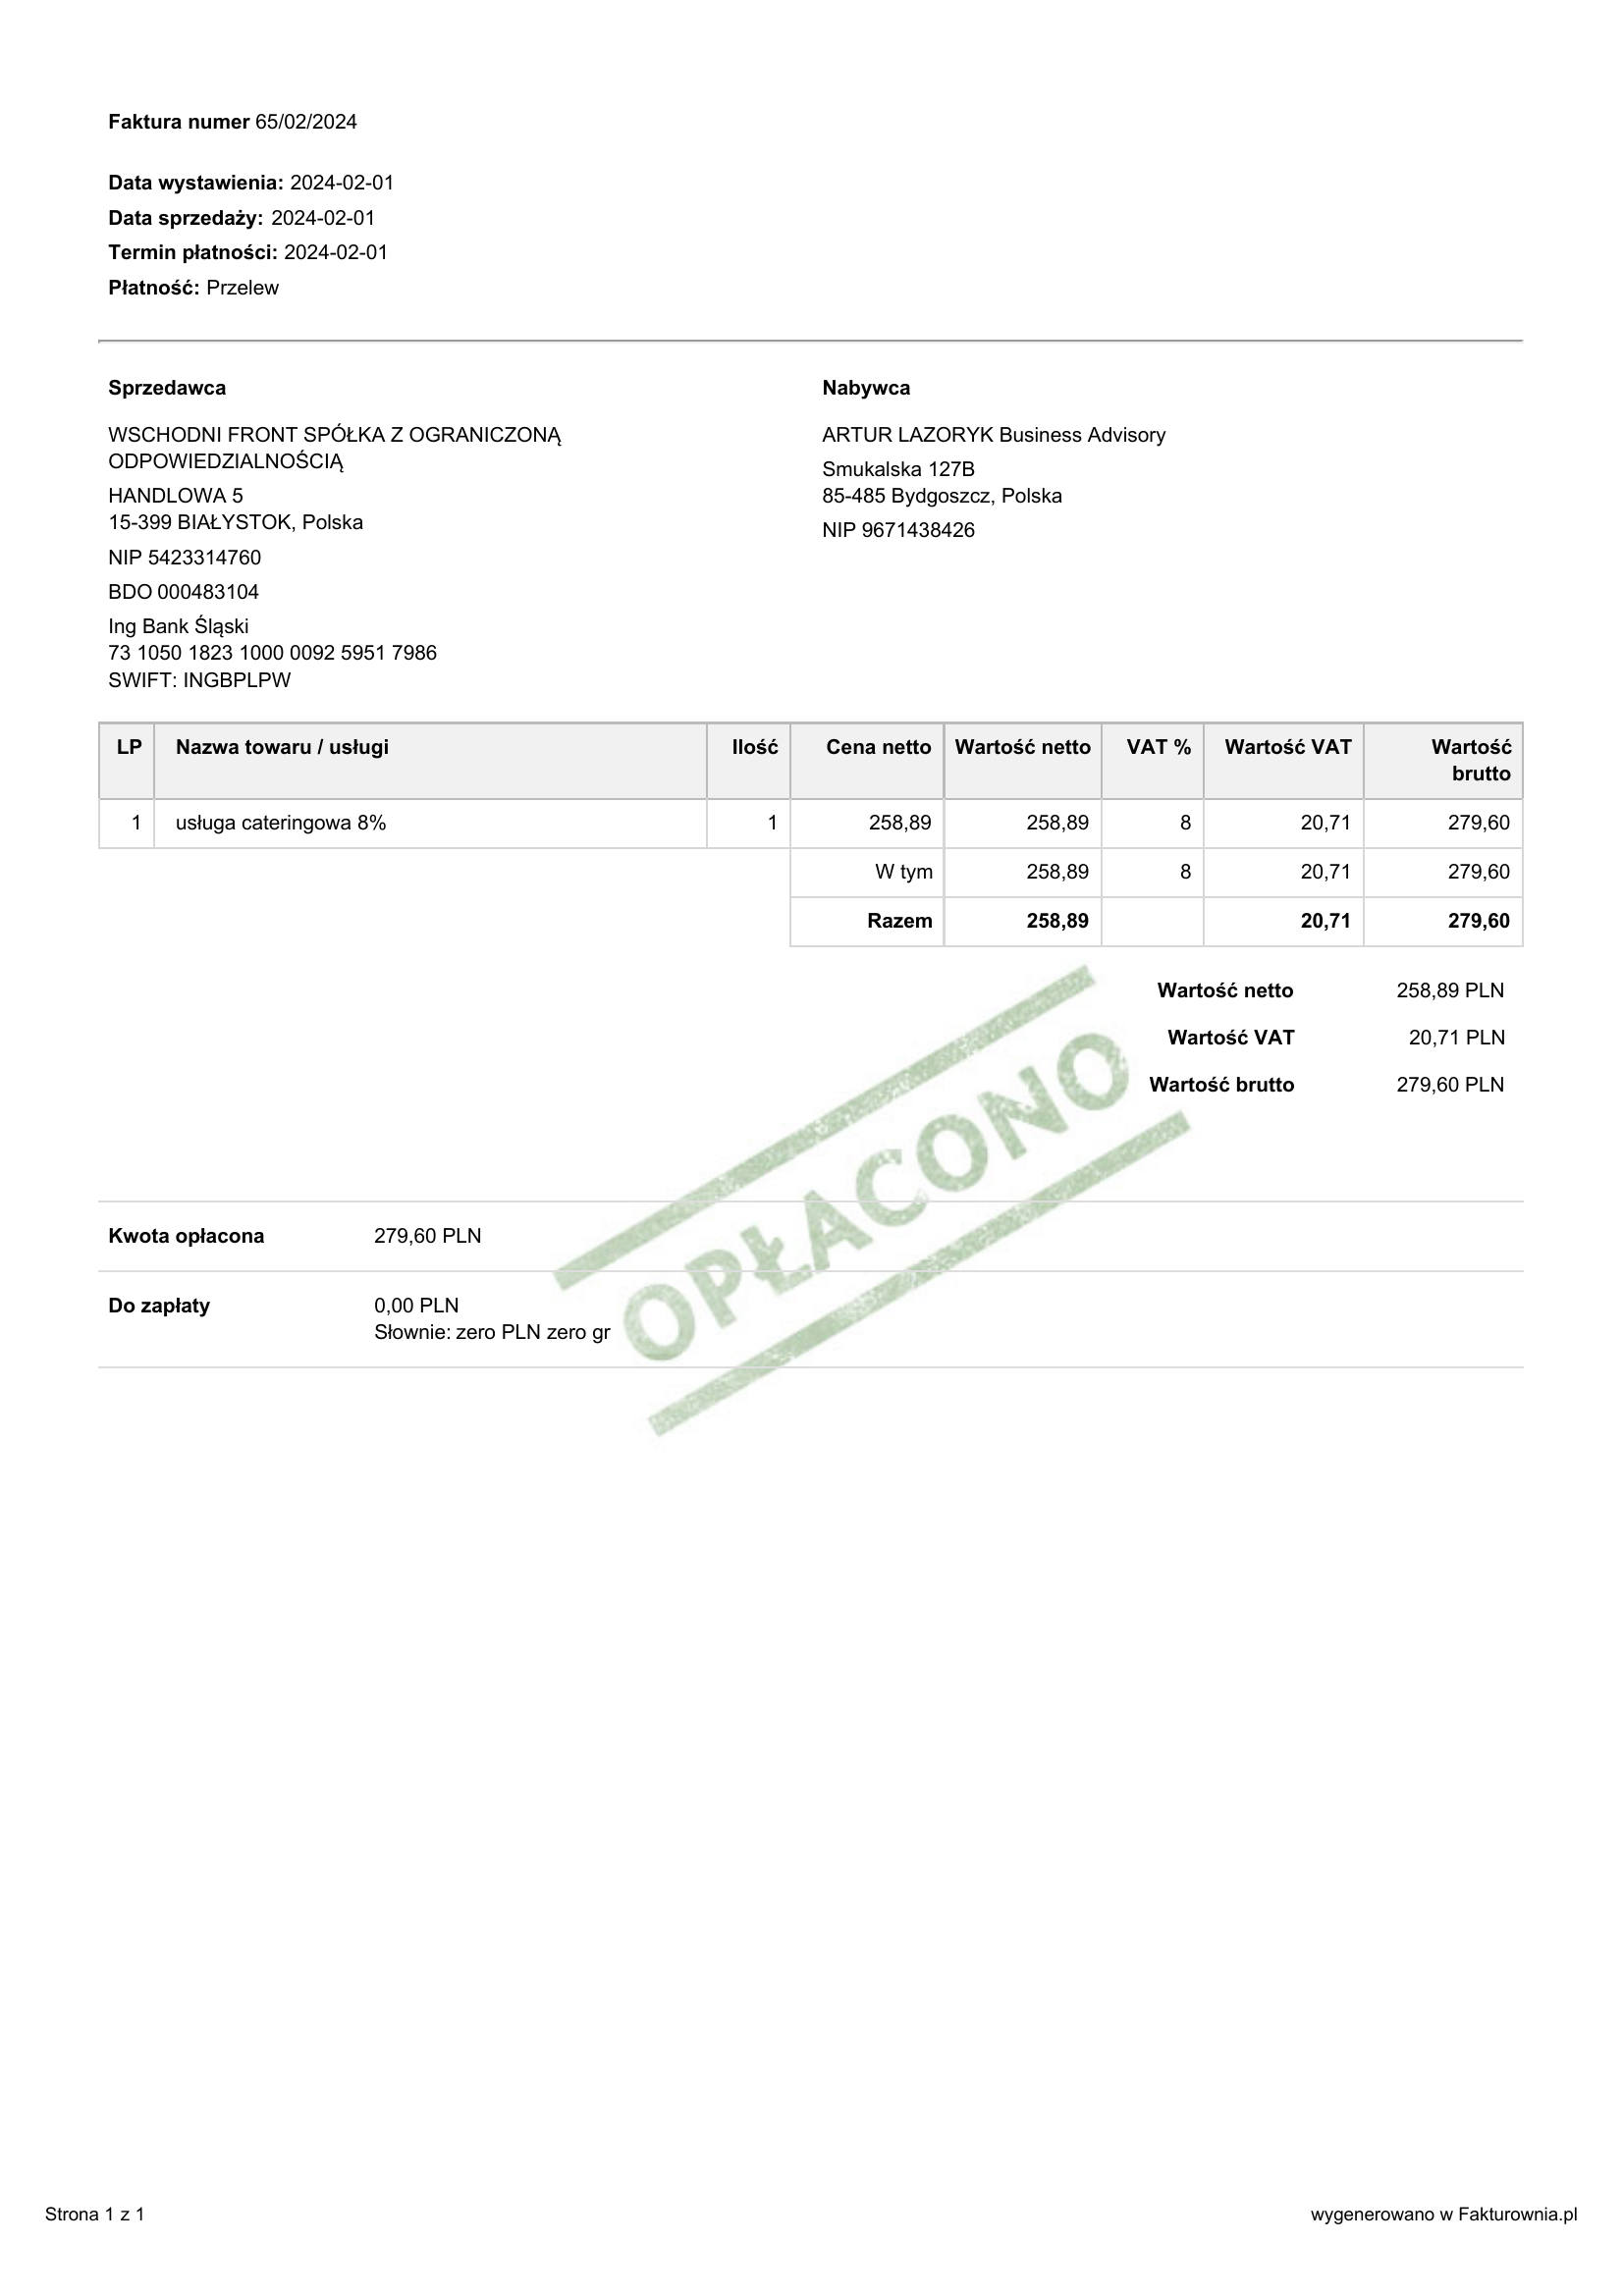 Faktura numer 65/02/2024
Data wystawienia: 2024-02-01
Data sprzedaży: 2024-02-01
Termin płatności: 2024-02-01
Płatność: Przelew
Sprzedawca
WSCHODNI FRONT SPÓŁKA Z OGRANICZONĄ
ODPOWIEDZIALNOŚCIĄ
HANDLOWA 5
15-399 BIAŁYSTOK, Polska
NIP 5423314760
BDO 000483104
Ing Bank Śląski
73 1050 1823 1000 0092 5951 7986
SWIFT: INGBPLPW
Nabywca
ARTUR LAZORYK Business Advisory
Smukalska 127B
85-485 Bydgoszcz, Polska
NIP 9671438426
LP Nazwa towaru / usługi Ilość Cena netto Wartość netto VAT % Wartość VAT Wartość
brutto
1 usługa cateringowa 8% 1 258,89 258,89 8 20,71 279,60
W tym 258,89 8 20,71 279,60
Razem 258,89 20,71 279,60
Wartość netto 258,89 PLN
Wartość VAT 20,71 PLN
Wartość brutto 279,60 PLN
OPŁACONO
Kwota opłacona 279,60 PLN
Do zapłaty 0,00 PLN
Słownie: zero PLN zero gr
Strona 1 z 1
wygenerowano w Fakturownia.pl